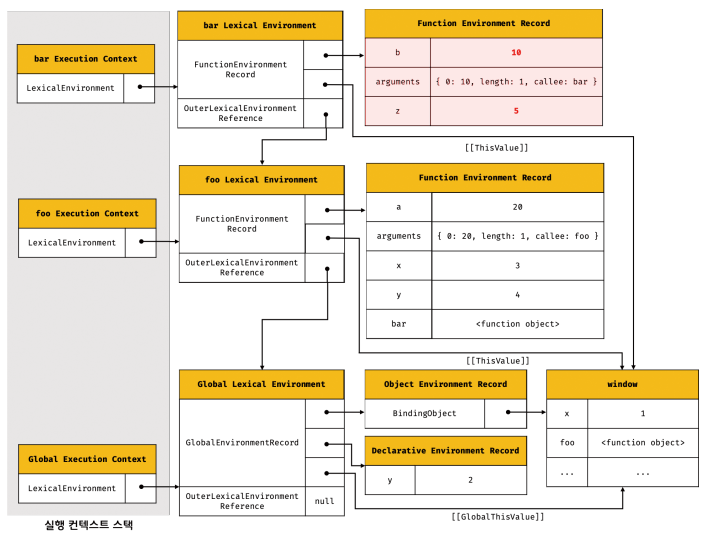 bar Lexical Environment
Function Environment Record
bar Execution Context
LexicalEnvironment
FunctionEnvironment
Record
OuterLexicalEnvironment
Reference
b 10
arguments { 0: 10, length: 1, callee: bar }
z 5
[[ThisValue]]
foo Lexical Environment
Function Environment Record
foo Execution Context
LexicalEnvironment
FunctionEnvironment
Record
OuterLexicalEnvironment
Reference
a 20
arguments { 0: 20, length: 1, callee: foo }
x 3
y 4
bar <function object>
[[ThisValue]]
Global Lexical Environment
Object Environment Record
window
GlobalEnvironmentRecord
BindingObject
x 1
foo <function object>
... ...
Declarative Environment Record
y 2
Global Execution Context
LexicalEnvironment
OuterLexicalEnvironment
Reference
null
[[GlobalThisValue]]
실행 컨텍스트 스택